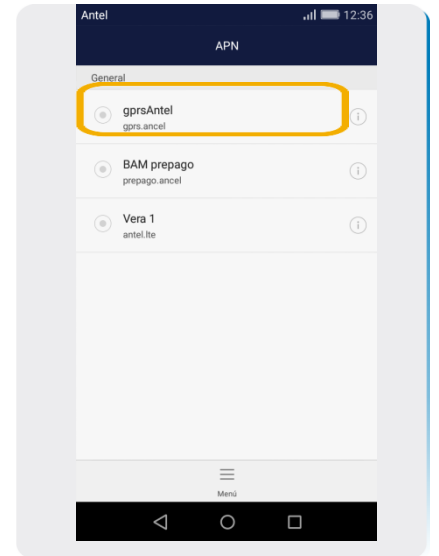 Antel 12:36
APN
General
gprsAntel
gprs.ancel
BAM prepago
prepago.ancel
Vera 1
antel.lte
Menú